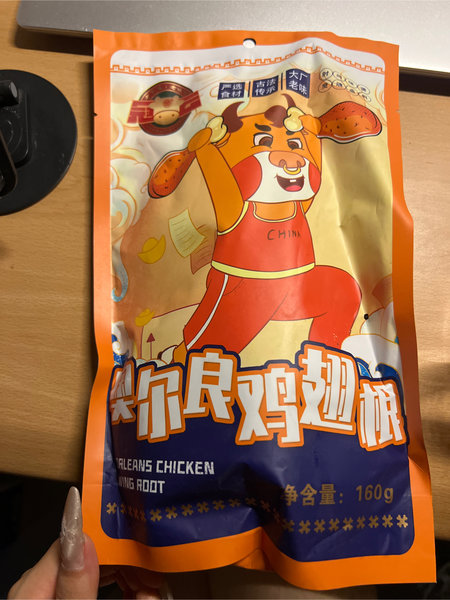 严选
食材
古法
传承
大厂
老味
CHINA
奥尔良鸡翅根
RLEANS CHICKEN
WING ROOT
净含量：160g